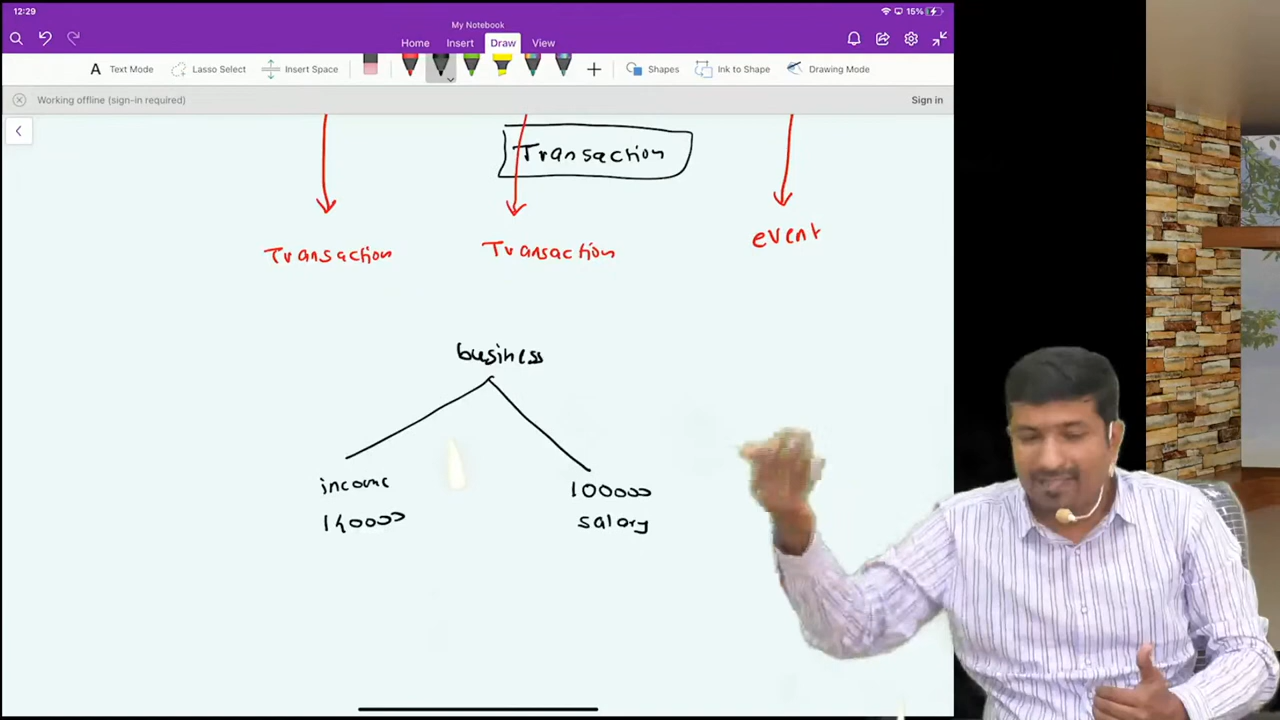 12:29
15%
My Notebook
Home Insert Draw View
Text Mode Lasso Select Insert Space Shapes Ink to Shape Drawing Mode
Working offline (sign-in required) Sign in
Transaction
Transaction Transaction event
business
income 100000
salary